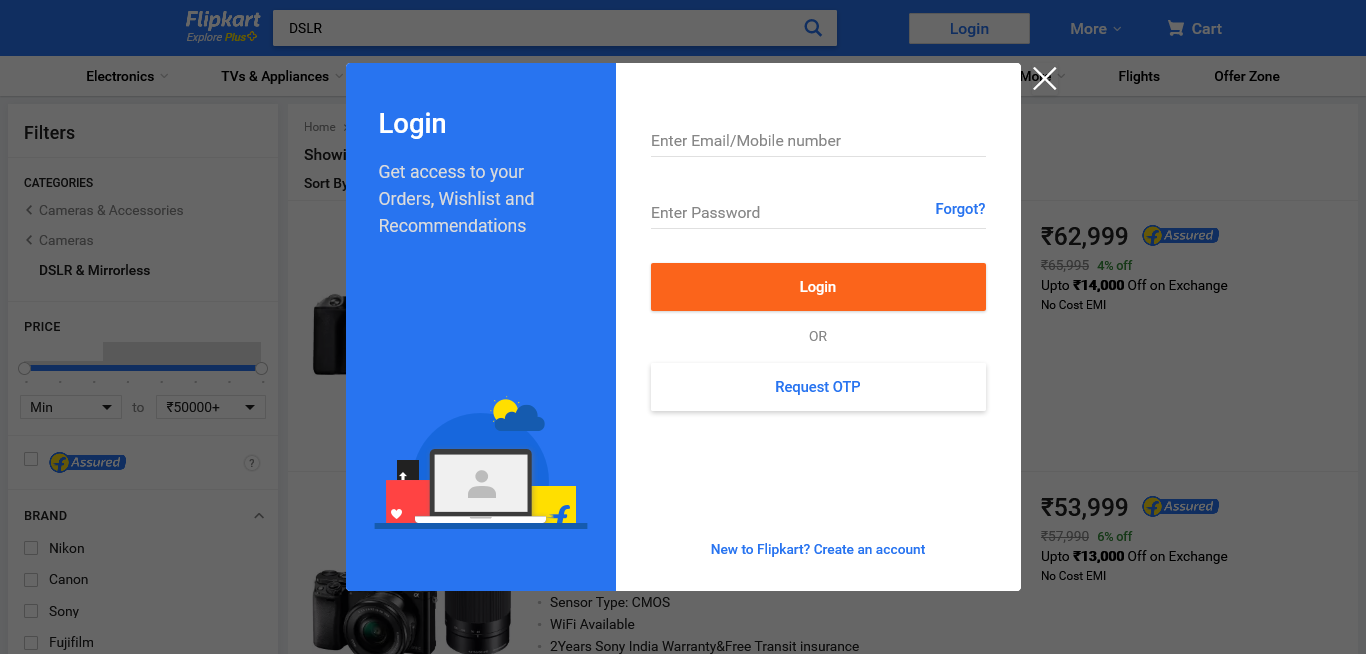 Flipkart
Explore Plus
DSLR
Login
More
Cart
Electronics
TVs & Appliances
More
Flights
Offer Zone
Filters
CATEGORIES
Cameras & Accessories
Cameras
DSLR & Mirrorless
PRICE
Min
to
₹50000+
Assured
?
BRAND
Nikon
Canon
Sony
Fujifilm
Home
Sort By
Login
Get access to your
Orders, Wishlist and
Recommendations
Enter Email/Mobile number
Enter Password
Forgot?
Login
OR
Request OTP
New to Flipkart? Create an account
₹62,999
Assured
₹65,995 4% off
Upto ₹14,000 Off on Exchange
No Cost EMI
₹53,999
Assured
₹57,990 6% off
Upto ₹13,000 Off on Exchange
No Cost EMI
Sensor Type: CMOS
WiFi Available
2Years Sony India Warranty&Free Transit insurance